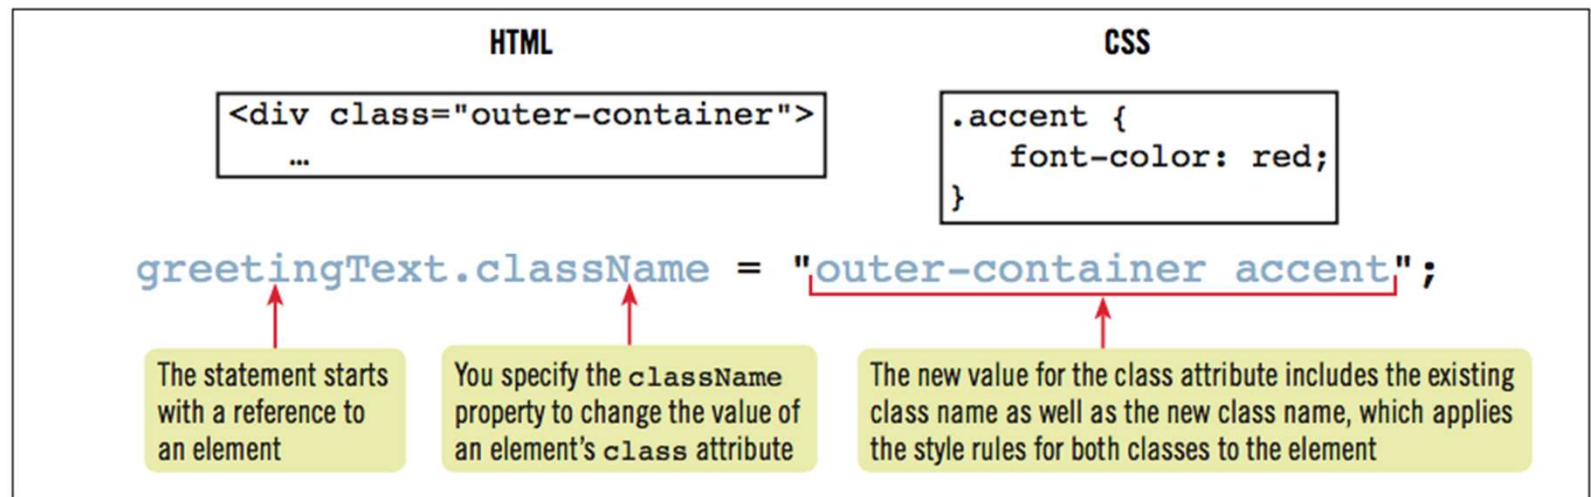 HTML
CSS
<div class="outer-container">
…
.accent {
font-color: red;
}
greetingText.className = "outer-container accent";
The statement starts
with a reference to
an element
You specify the className
property to change the value of
an element's class attribute
The new value for the class attribute includes the existing
class name as well as the new class name, which applies
the style rules for both classes to the element